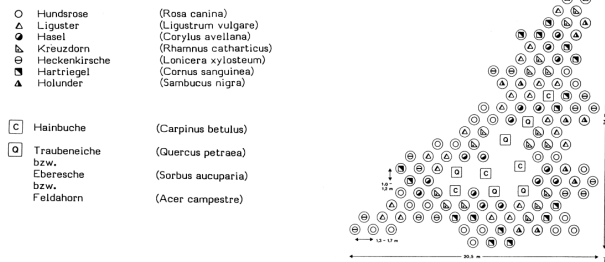 Hundsrose (Rosa canina)
Liguster (Ligustrum vulgare)
Hasel (Corylus avellana)
Kreuzdorn (Rhamnus catharticus)
Heckenkirsche (Lonicera xylosteum)
Hartriegel (Cornus sanguinea)
Holunder (Sambucus nigra)
C Hainbuche (Carpinus betulus)
Q Traubeneiche (Quercus petraea)
bzw.
Eberesche (Sorbus aucuparia)
bzw.
Feldahorn (Acer campestre)
C
Q
Q
C
Q
Q
C
Q
Q
1,0 -
1,2 m
1,3 - 1,7 m
20,5 m